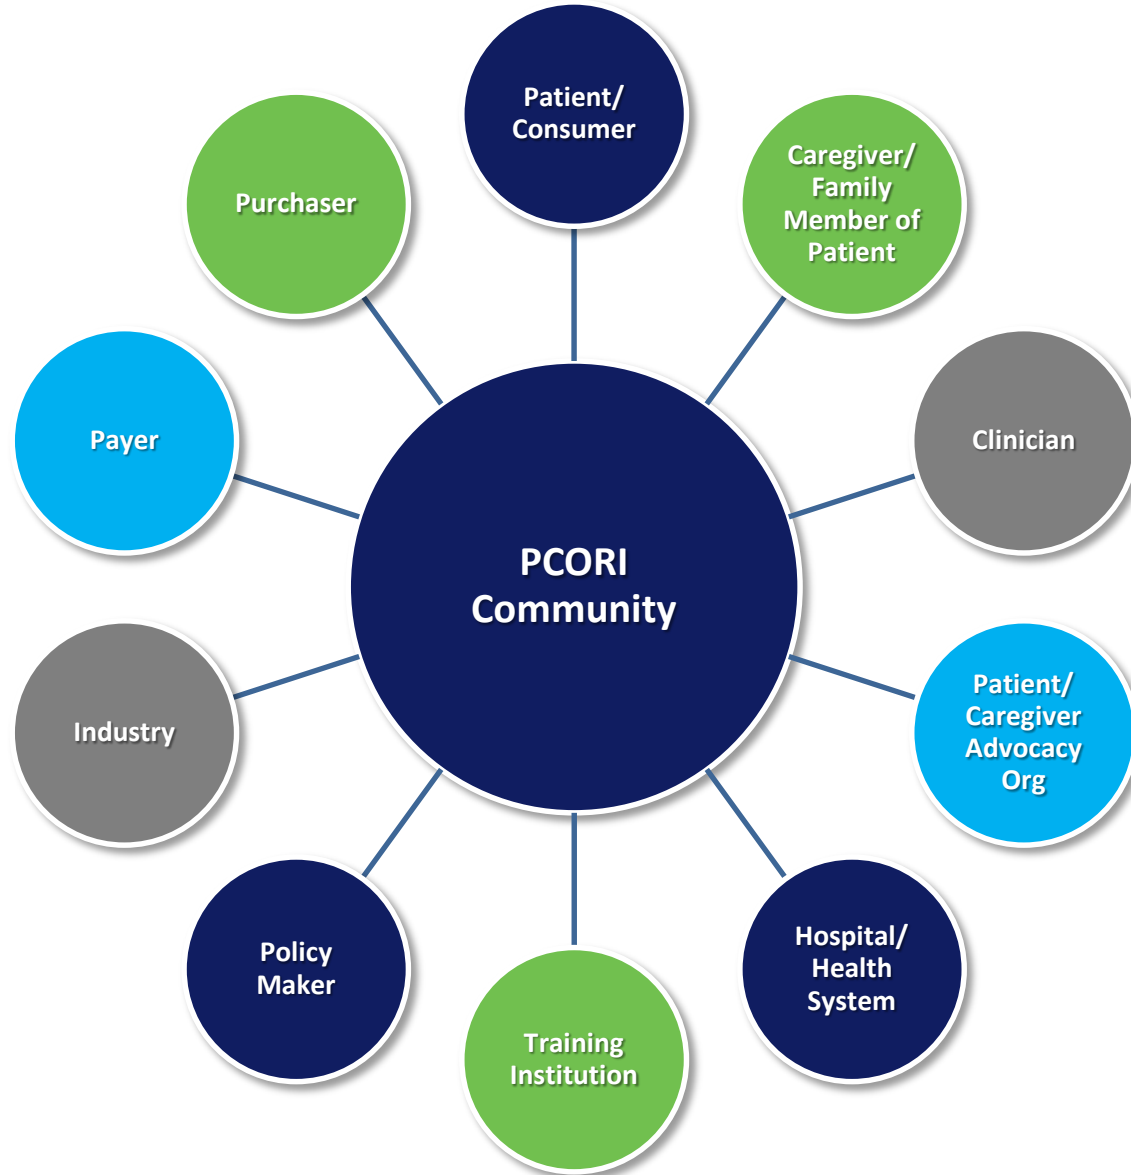 Patient/
Consumer
Caregiver/
Family
Member of
Patient
Clinician
Patient/
Caregiver
Advocacy
Org
Hospital/
Health
System
Training
Institution
Policy
Maker
Industry
Payer
Purchaser
PCORI
Community